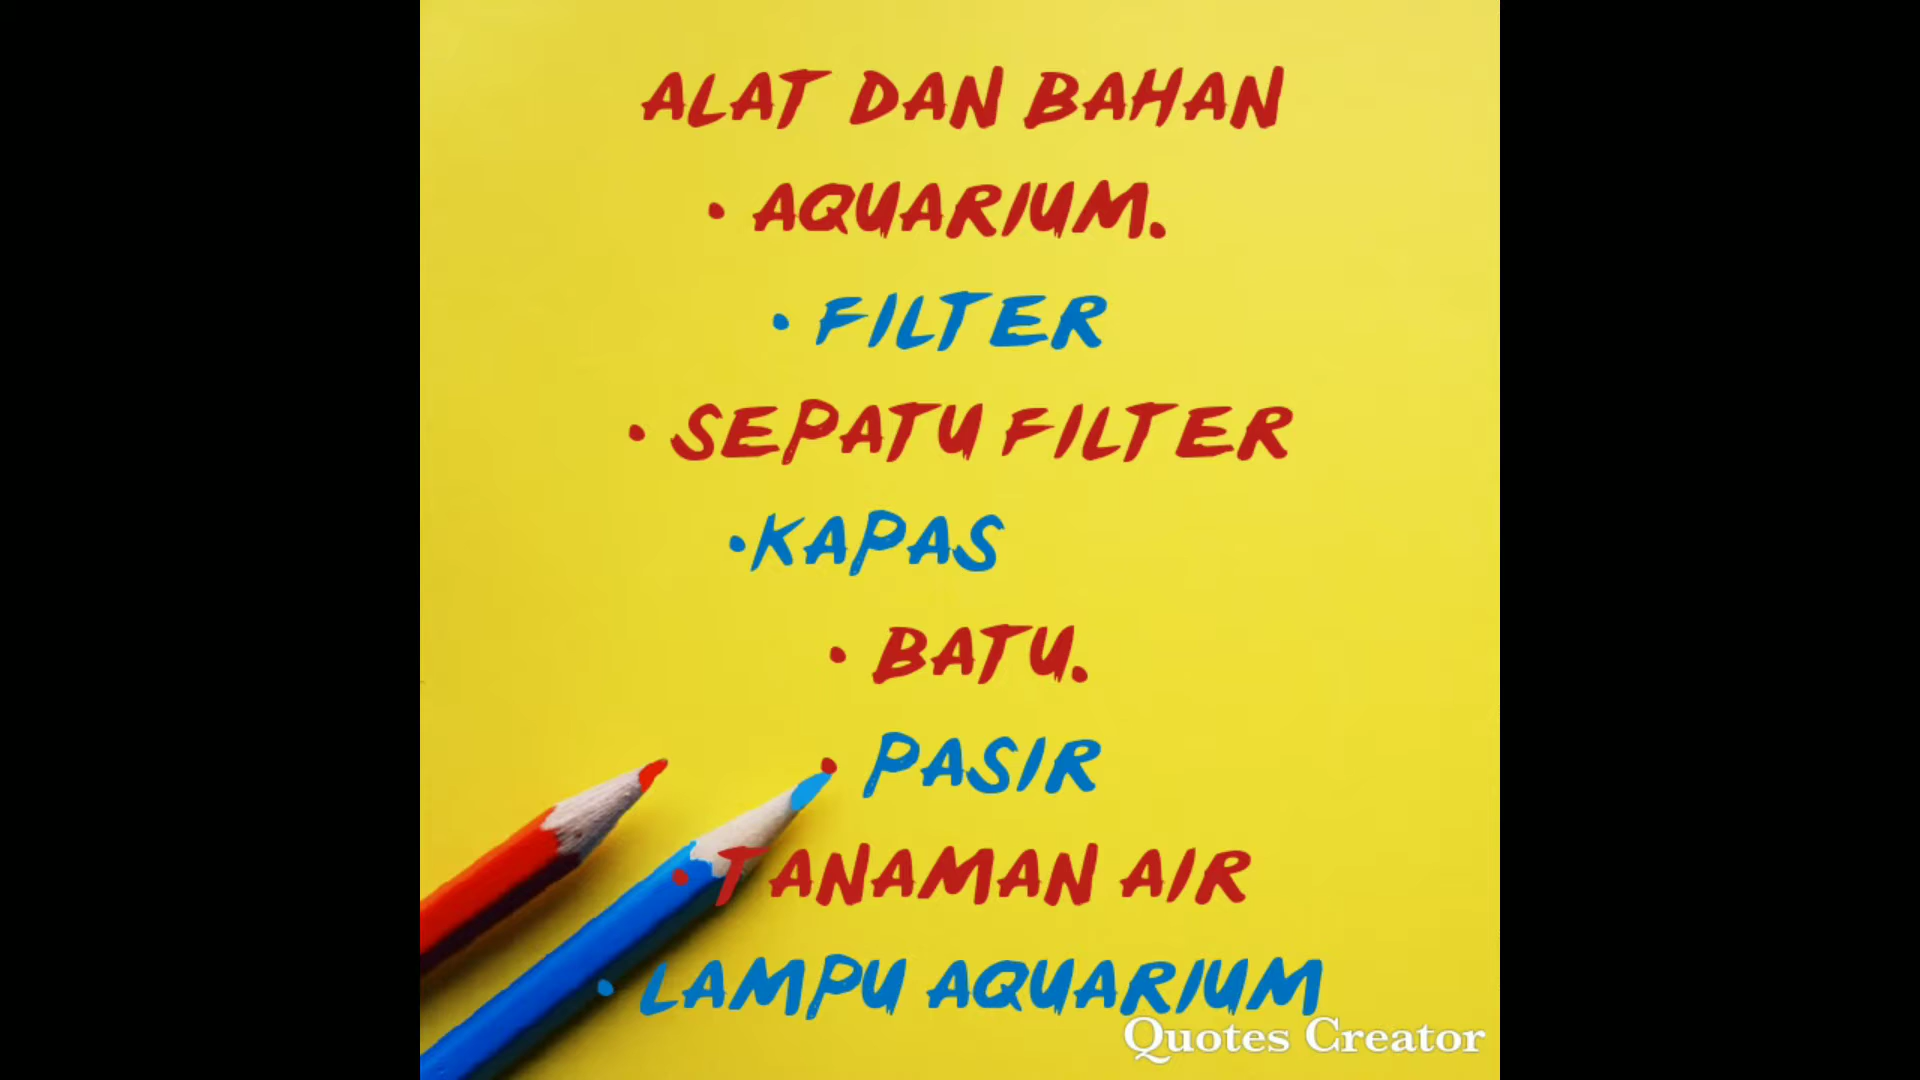 ALAT DAN BAHAN
• AQUARIUM.
• FILTER
• SEPATU FILTER
•KAPAS
• BATU.
• PASIR
• TANAMAN AIR
• LAMPU AQUARIUM
Quotes Creator